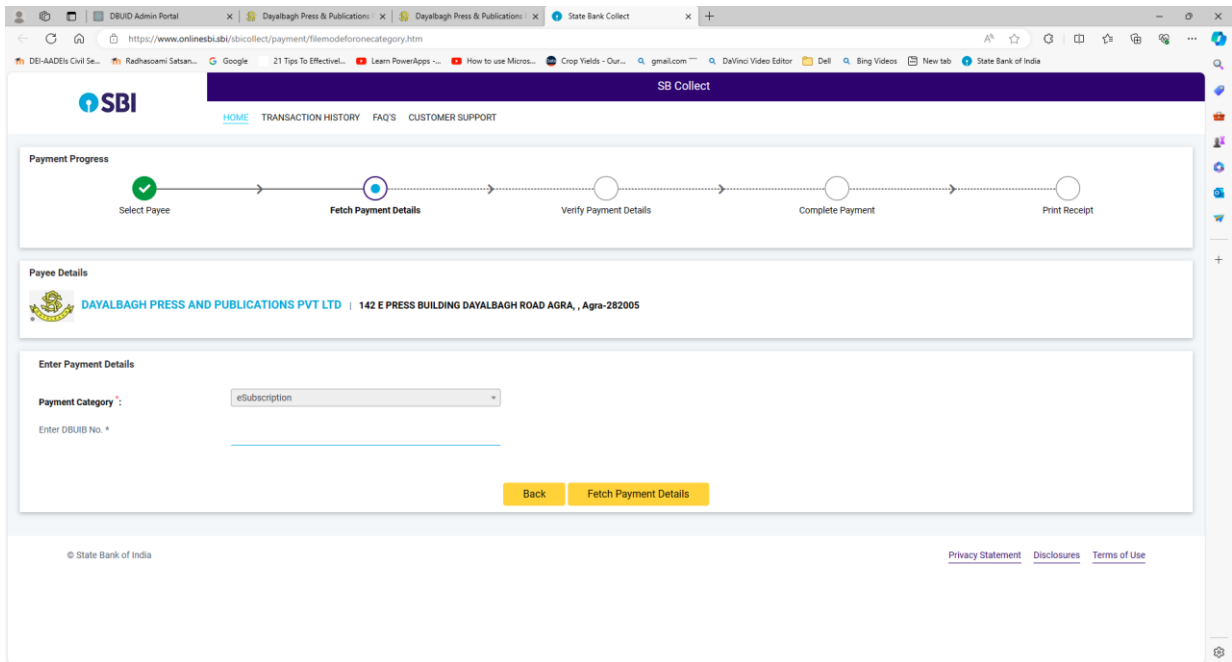 DBUID Admin Portal
Dayalbagh Press & Publications
Dayalbagh Press & Publications
State Bank Collect
https://www.onlinesbi.sbi/sbicollect/payment/filemodeforonecategory.htm
DEI-AADEIs Civil Se... Radhasoami Satsan... Google 21 Tips To Effectivel... Learn PowerApps -... How to use Micros... Crop Yields - Our... gmail.com DaVinci Video Editor Dell Bing Videos New tab State Bank of India
SBI
SB Collect
HOME TRANSACTION HISTORY FAQ'S CUSTOMER SUPPORT
Payment Progress
Select Payee Fetch Payment Details Verify Payment Details Complete Payment Print Receipt
Payee Details
DAYALBAGH PRESS AND PUBLICATIONS PVT LTD | 142 E PRESS BUILDING DAYALBAGH ROAD AGRA, , Agra-282005
Enter Payment Details
Payment Category *: eSubscription
Enter DBUIB No. *
Back Fetch Payment Details
© State Bank of India Privacy Statement Disclosures Terms of Use